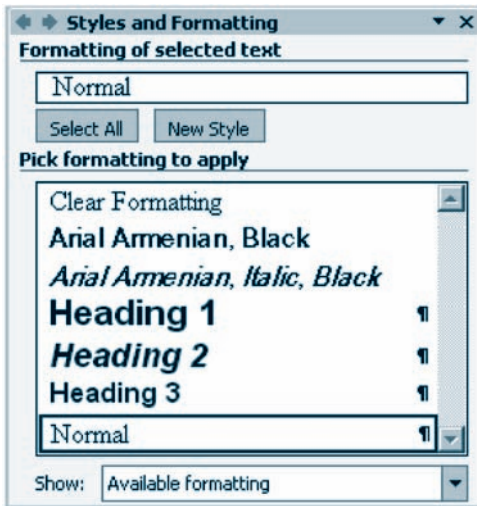 Styles and Formatting
Formatting of selected text
Normal
Select All New Style
Pick formatting to apply
Clear Formatting
Arial Armenian, Black
Arial Armenian, Italic, Black
Heading 1 ¶
Heading 2 ¶
Heading 3 ¶
Normal ¶
Show: Available formatting